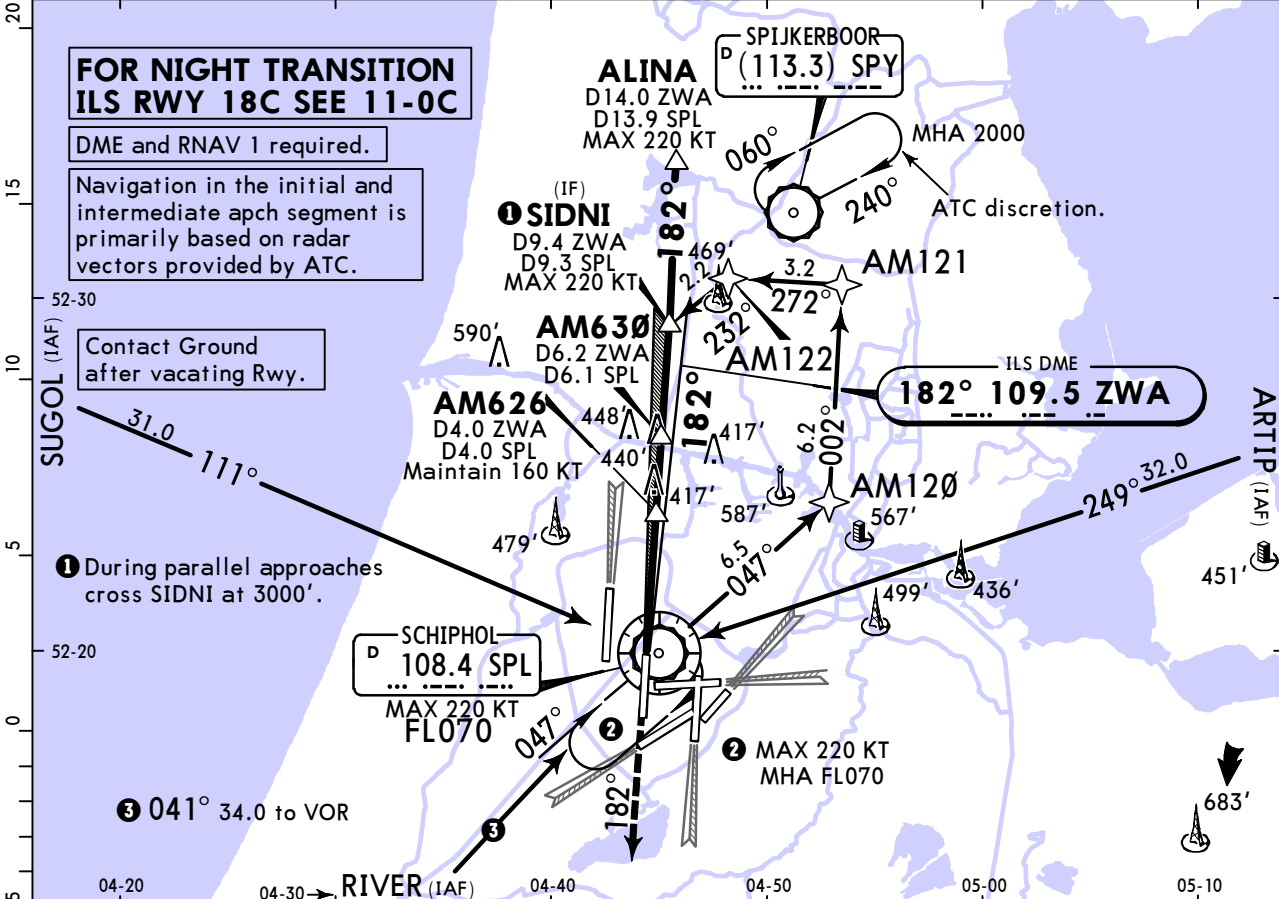 20
FOR NIGHT TRANSITION
ILS RWY 18C SEE 11-0C
DME and RNAV 1 required.
Navigation in the initial and
intermediate apch segment is
primarily based on radar
vectors provided by ATC.
ALINA
D14.0 ZWA
D13.9 SPL
MAX 220 KT
SPIJKERBOOR
D (113.3) SPY
MHA 2000
060°
240°
ATC discretion.
15
(IF)
❶ SIDNI
D9.4 ZWA
D9.3 SPL
MAX 220 KT
182°
469'
2.2
232°
3.2
272°
AM121
AM122
52-30
SUGOL (IAF)
Contact Ground
after vacating Rwy.
590'
AM630
D6.2 ZWA
D6.1 SPL
10
ILS DME
182° 109.5 ZWA
AM626
D4.0 ZWA
D4.0 SPL
Maintain 160 KT
448'
440'
182°
417'
417'
6.2
002°
ARTIP (IAF)
31.0
111°
249°
32.0
587'
AM120
567'
479'
6.5
047°
499'
436'
451'
5
❶ During parallel approaches
cross SIDNI at 3000'.
52-20
SCHIPHOL
D 108.4 SPL
MAX 220 KT
FL070
0
047°
❷
❷ MAX 220 KT
MHA FL070
182°
683'
❸ 041° 34.0 to VOR
❸
5
04-20
04-30
RIVER (IAF)
04-40
04-50
05-00
05-10